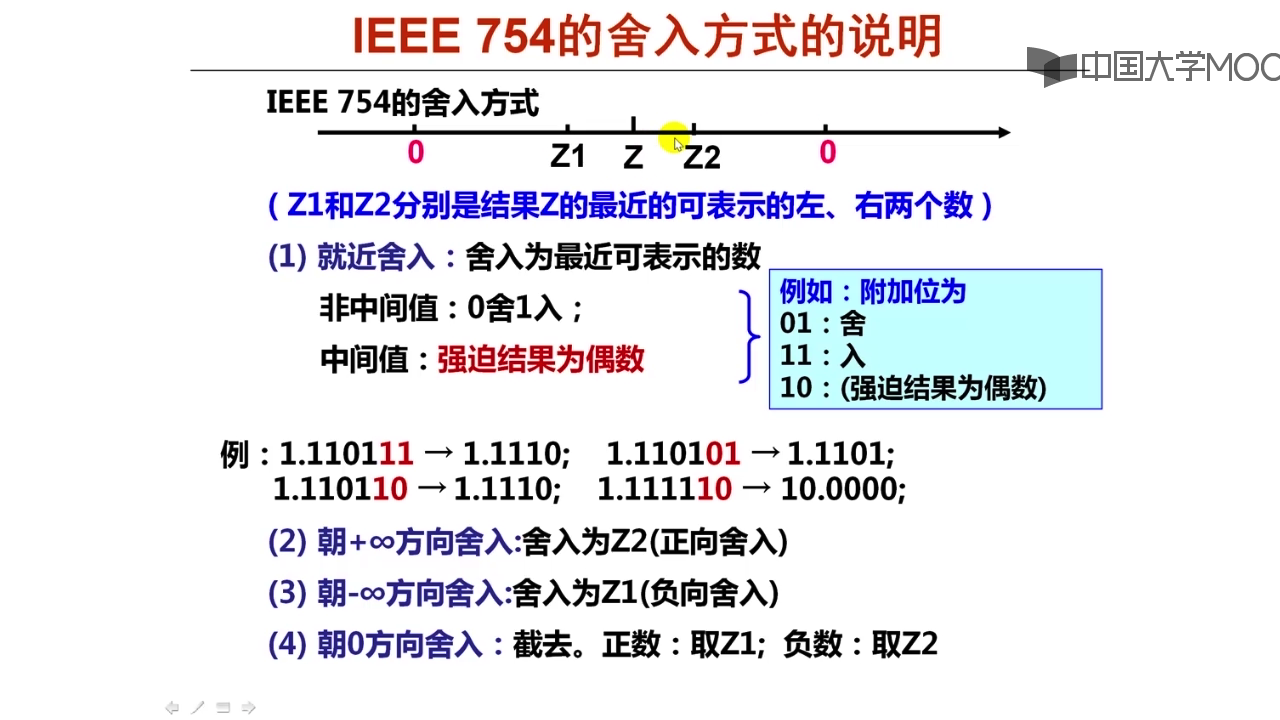 IEEE 754的舍入方式的说明
中国大学MOO
IEEE 754的舍入方式
0 Z1 Z Z2 0
( Z1和Z2分别是结果Z的最近的可表示的左、右两个数 )
(1) 就近舍入：舍入为最近可表示的数
非中间值：0舍1入；
中间值：强迫结果为偶数
例如：附加位为
01：舍
11：入
10：(强迫结果为偶数)
例：1.110111 → 1.1110; 1.110101 → 1.1101;
1.110110 → 1.1110; 1.111110 → 10.0000;
(2) 朝+∞方向舍入:舍入为Z2(正向舍入)
(3) 朝-∞方向舍入:舍入为Z1(负向舍入)
(4) 朝0方向舍入：截去。正数：取Z1; 负数：取Z2